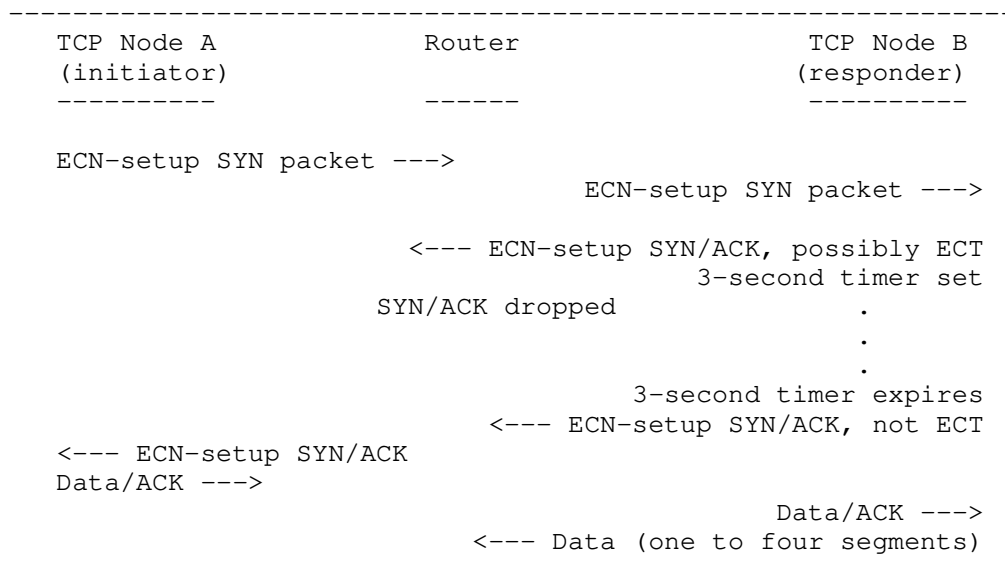 ---------------------------------------------------------------
   TCP Node A             Router                  TCP Node B
   (initiator)                                   (responder)
   ----------             ------                  ----------

   ECN-setup SYN packet --->
                                    ECN-setup SYN packet --->

                         <--- ECN-setup SYN/ACK, possibly ECT
                                           3-second timer set
                       SYN/ACK dropped               .
                                                     .
                                                     .
                                       3-second timer expires
                              <--- ECN-setup SYN/ACK, not ECT
   <--- ECN-setup SYN/ACK
   Data/ACK --->
                                                Data/ACK --->
                             <--- Data (one to four segments)